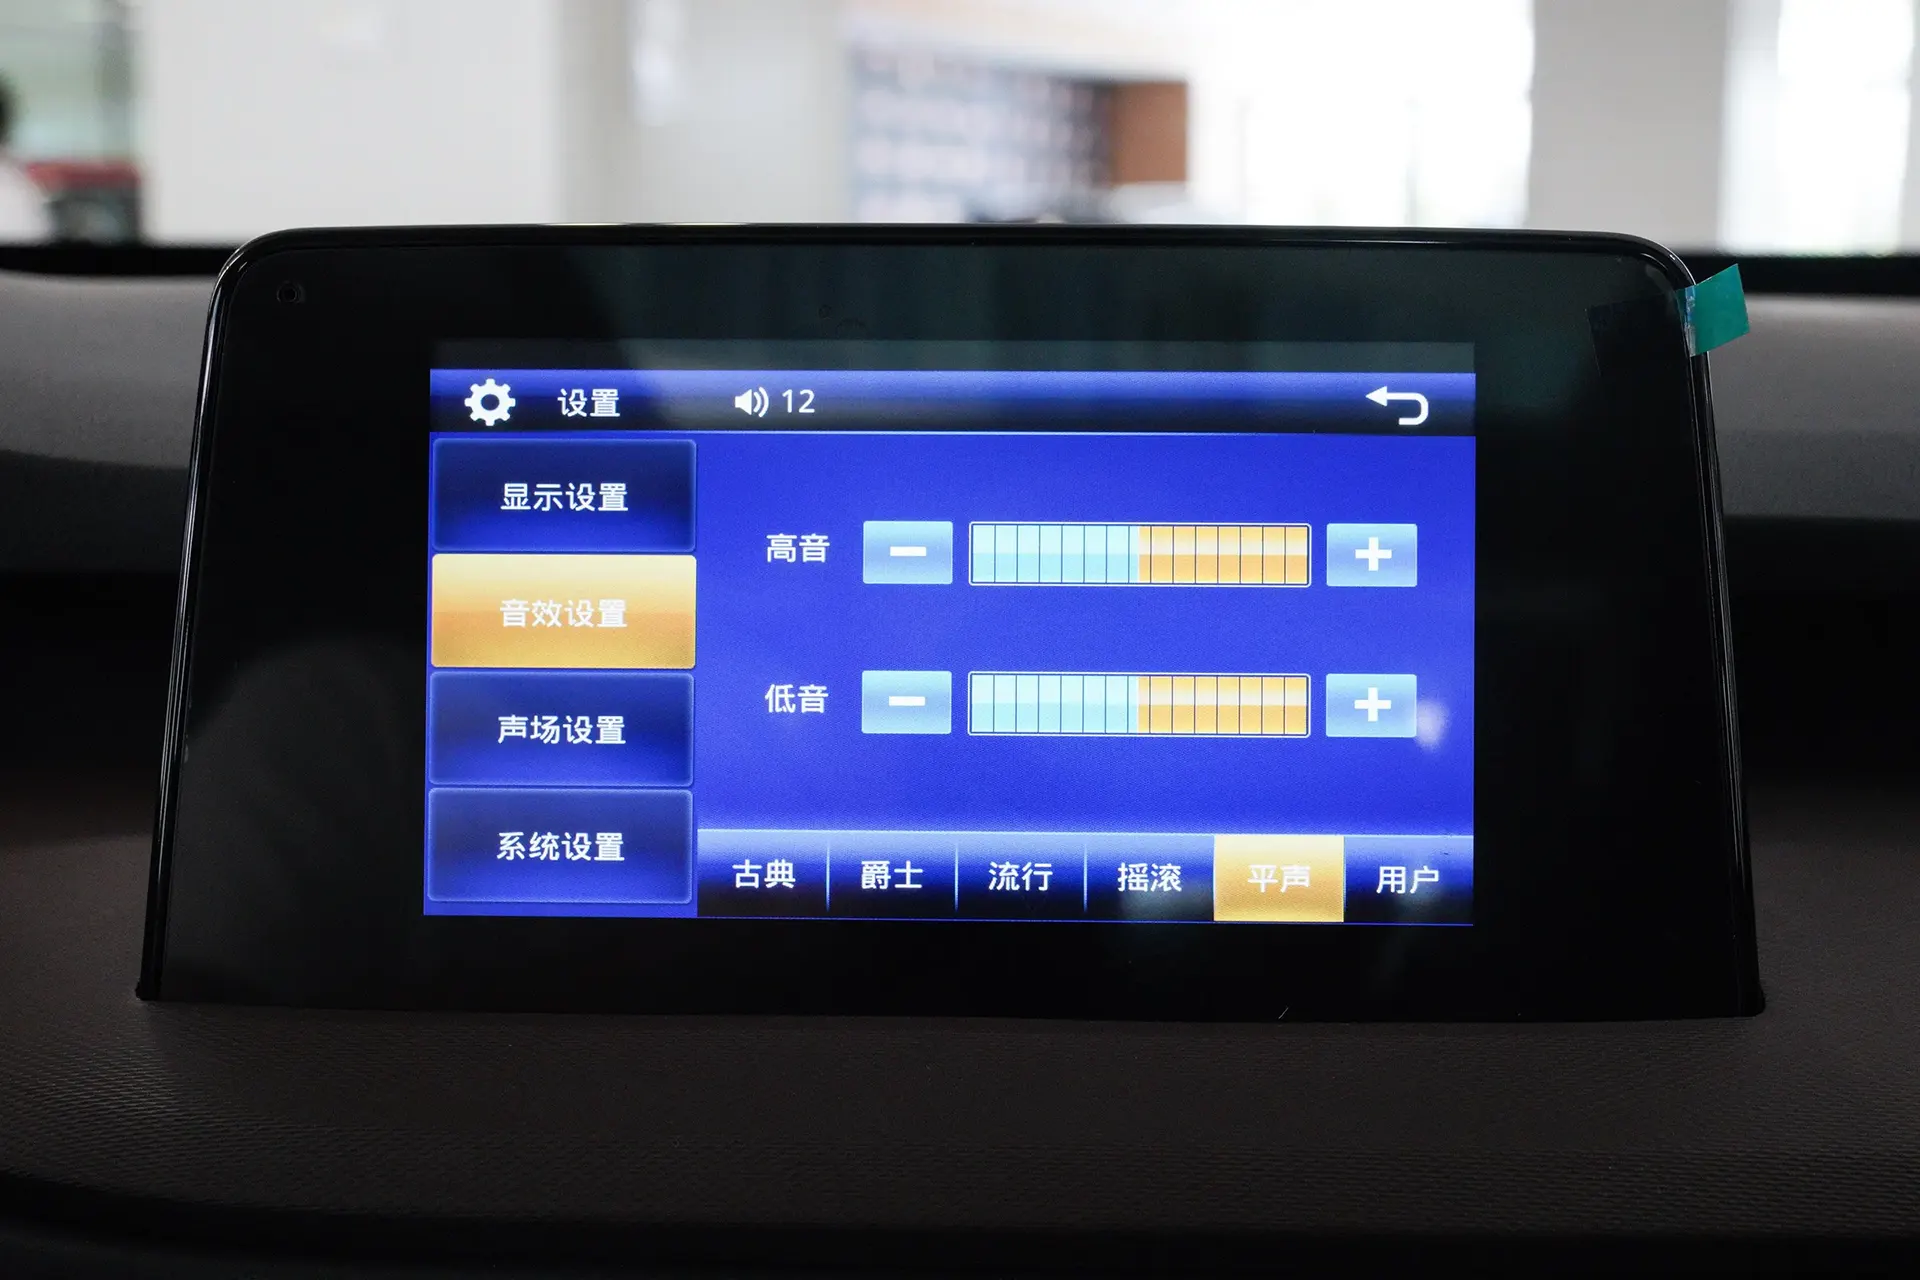 设置 12
显示设置
音效设置
声场设置
系统设置
高音
低音
古典 爵士 流行 摇滚 平声 用户